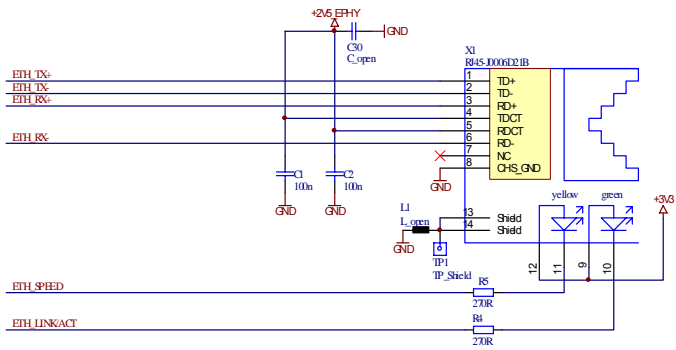 +2V5_EPHY
GND
C30
C_open
X1
RJ45-J0006D21B
ETH_TX+
1
TD+
ETH_TX-
2
TD-
ETH_RX+
3
RD+
4
TDCT
5
RDCT
ETH_RX-
6
RD-
7
NC
8
CHS_GND
C1
100n
C2
100n
GND
GND
GND
yellow
green
+3V3
L1
L_open
13
Shield
14
Shield
GND
TP1
TP_Shield
12
11
9
10
ETH_SPEED
R5
270R
ETH_LINK/ACT
R4
270R